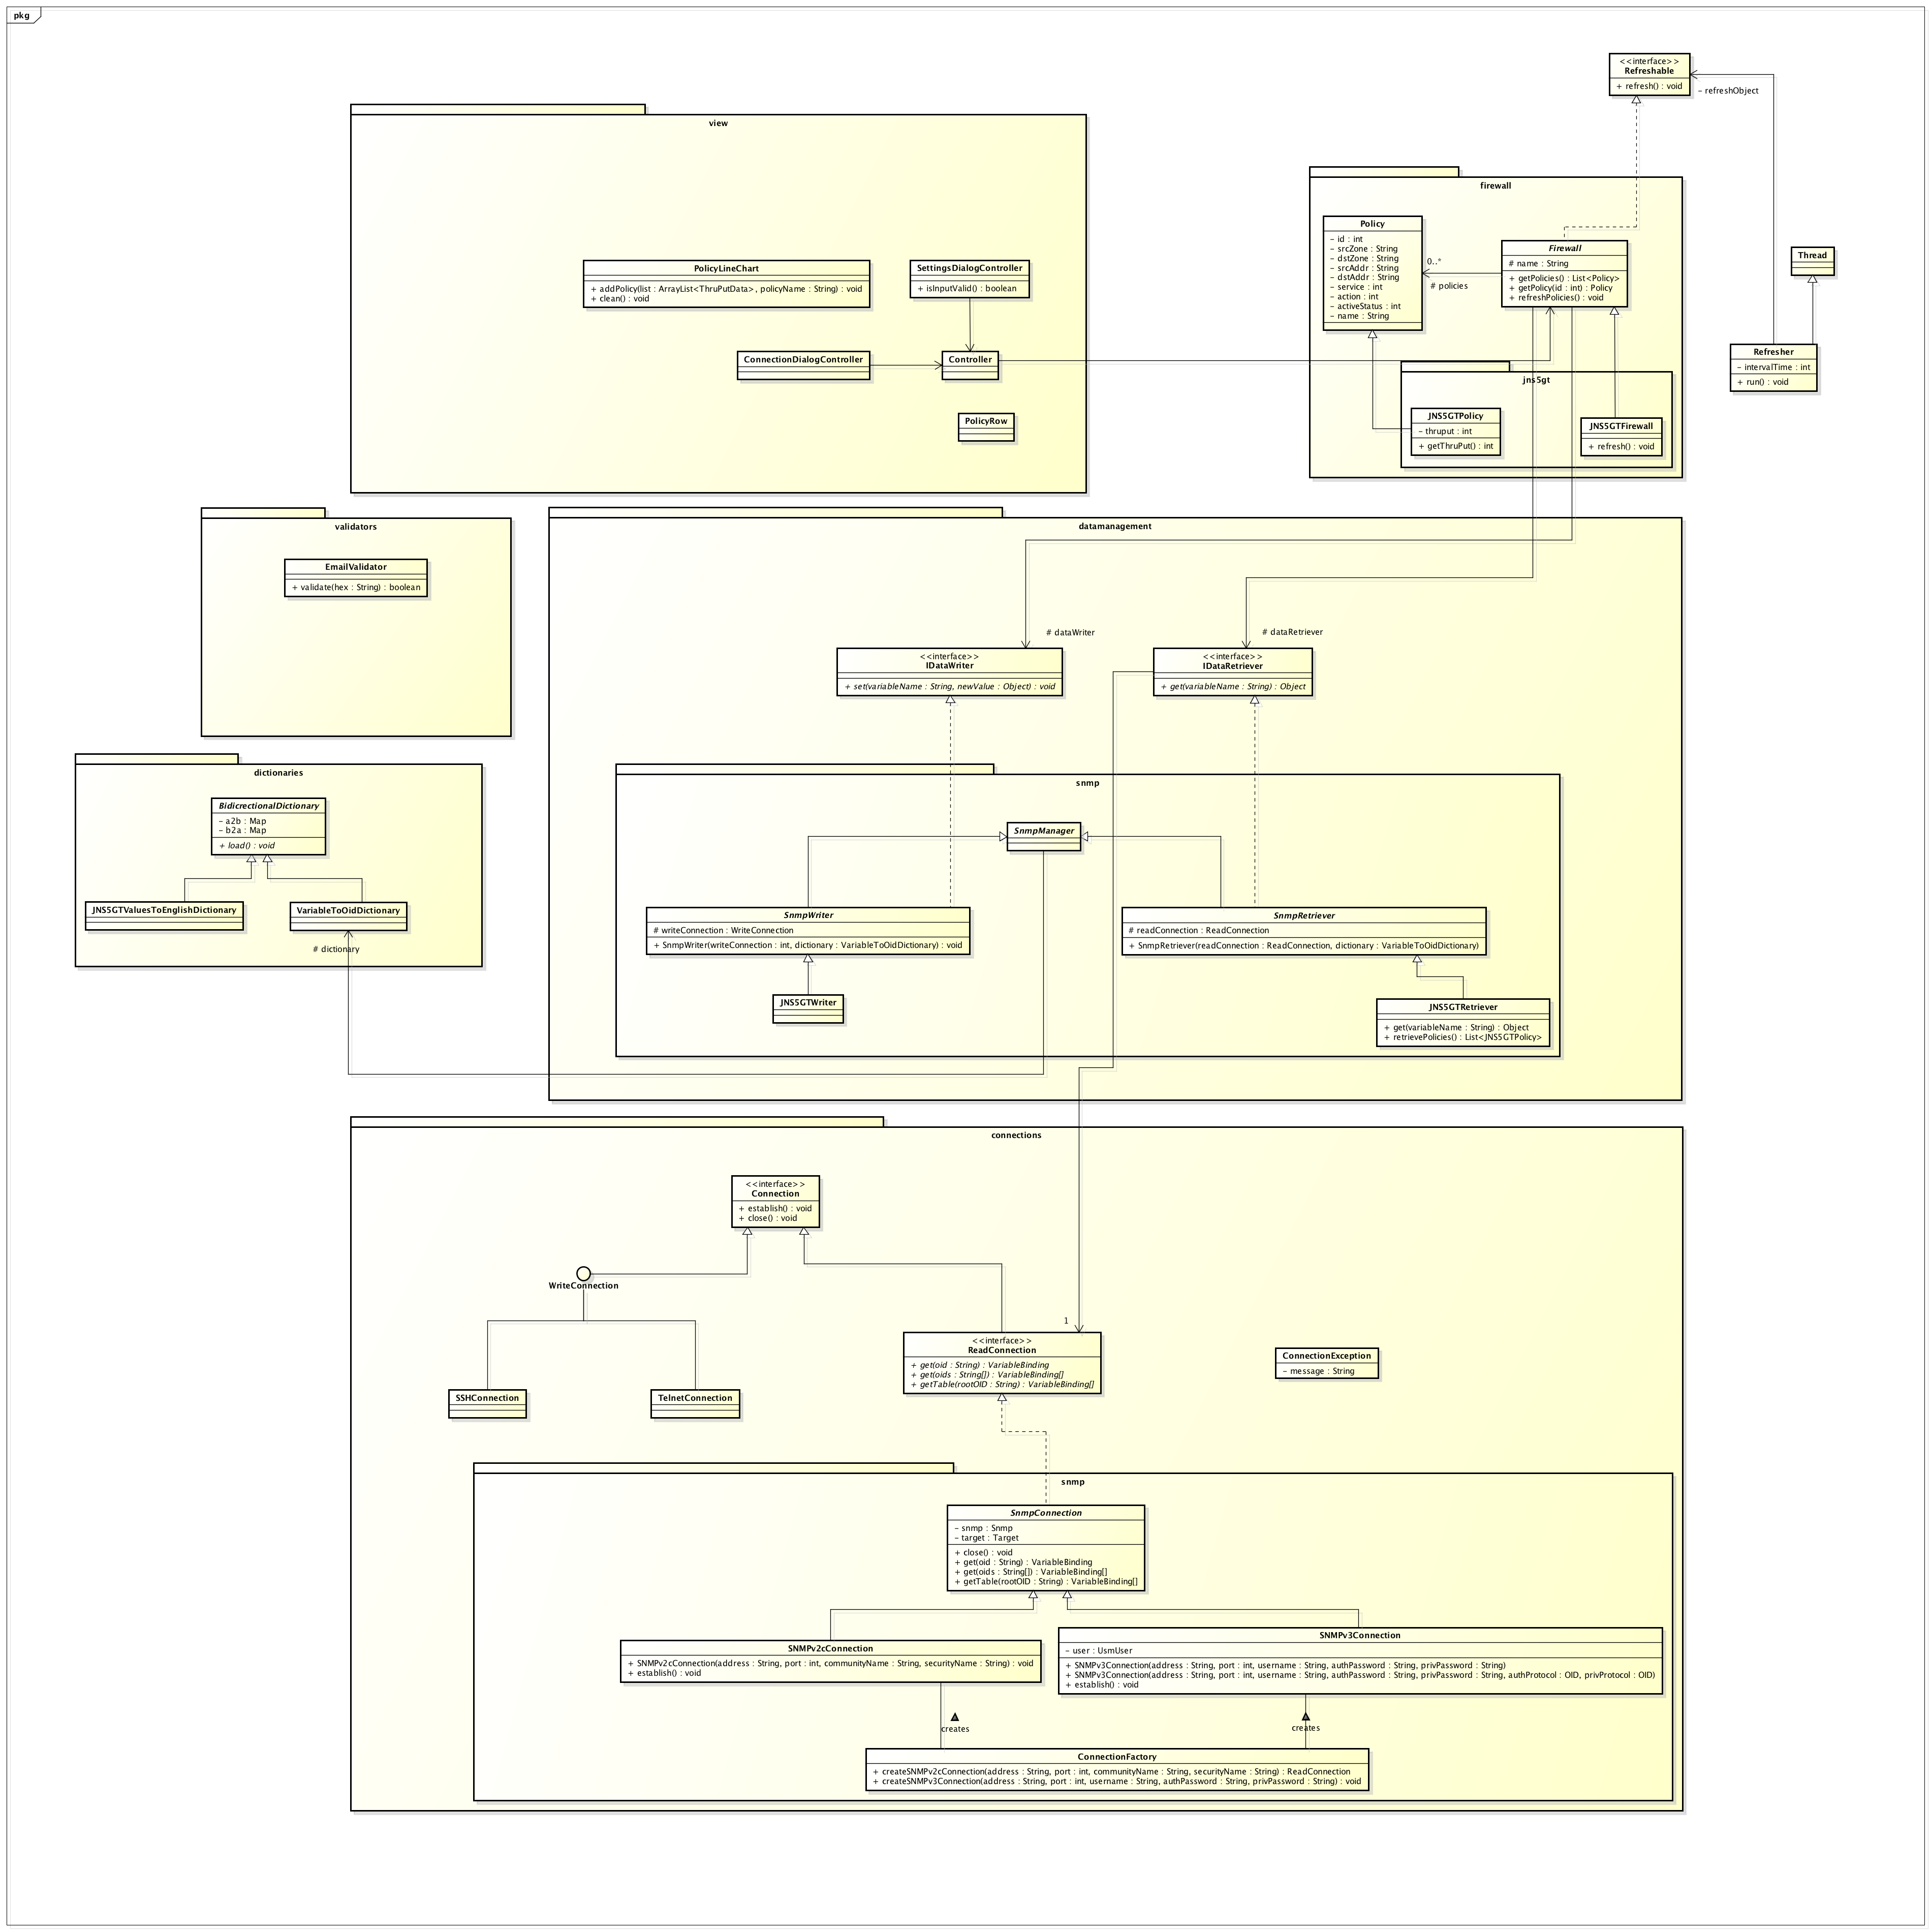 pkg
<<interface>>
Refreshable
+ refresh() : void
– refreshObject
view
PolicyLineChart
+ addPolicy(list : ArrayList<ThruPutData>, policyName : String) : void
+ clean() : void
SettingsDialogController
+ isInputValid() : boolean
ConnectionDialogController
Controller
PolicyRow
firewall
Policy
– id : int
– srcZone : String
– dstZone : String
– srcAddr : String
– dstAddr : String
– service : int
– action : int
– activeStatus : int
– name : String
0..*
# policies
Firewall
# name : String
+ getPolicies() : List<Policy>
+ getPolicy(id : int) : Policy
+ refreshPolicies() : void
jns5gt
JNS5GTPolicy
– thruput : int
+ getThruPut() : int
JNS5GTFirewall
+ refresh() : void
Thread
Refresher
– intervalTime : int
+ run() : void
validators
EmailValidator
+ validate(hex : String) : boolean
datamanagement
# dataWriter
# dataRetriever
<<interface>>
IDataWriter
+ set(variableName : String, newValue : Object) : void
<<interface>>
IDataRetriever
+ get(variableName : String) : Object
dictionaries
BidicrectionalDictionary
– a2b : Map
– b2a : Map
+ load() : void
JNS5GTValuesToEnglishDictionary
VariableToOidDictionary
# dictionary
snmp
SnmpManager
SnmpWriter
# writeConnection : WriteConnection
+ SnmpWriter(writeConnection : int, dictionary : VariableToOidDictionary) : void
SnmpRetriever
# readConnection : ReadConnection
+ SnmpRetriever(readConnection : ReadConnection, dictionary : VariableToOidDictionary)
JNS5GTWriter
JNS5GTRetriever
+ get(variableName : String) : Object
+ retrievePolicies() : List<JNS5GTPolicy>
connections
<<interface>>
Connection
+ establish() : void
+ close() : void
WriteConnection
1
<<interface>>
ReadConnection
+ get(oid : String) : VariableBinding
+ get(oids : String[]) : VariableBinding[]
+ getTable(rootOID : String) : VariableBinding[]
ConnectionException
– message : String
SSHConnection
TelnetConnection
snmp
SnmpConnection
– snmp : Snmp
– target : Target
+ close() : void
+ get(oid : String) : VariableBinding
+ get(oids : String[]) : VariableBinding[]
+ getTable(rootOID : String) : VariableBinding[]
SNMPv2cConnection
+ SNMPv2cConnection(address : String, port : int, communityName : String, securityName : String) : void
+ establish() : void
SNMPv3Connection
– user : UsmUser
+ SNMPv3Connection(address : String, port : int, username : String, authPassword : String, privPassword : String)
+ SNMPv3Connection(address : String, port : int, username : String, authPassword : String, privPassword : String, authProtocol : OID, privProtocol : OID)
+ establish() : void
creates
creates
ConnectionFactory
+ createSNMPv2cConnection(address : String, port : int, communityName : String, securityName : String) : ReadConnection
+ createSNMPv3Connection(address : String, port : int, username : String, authPassword : String, privPassword : String) : void